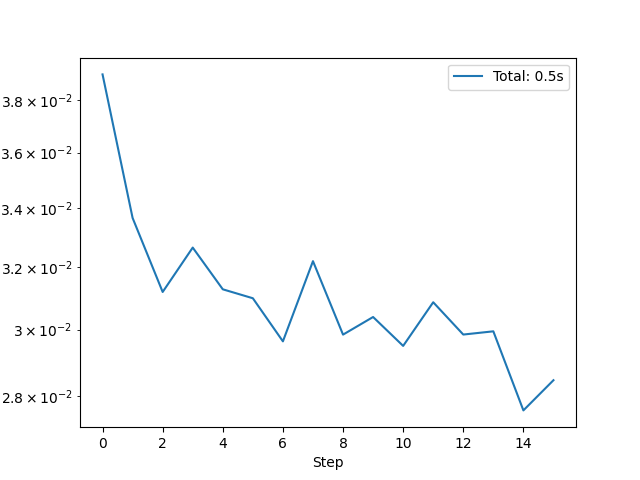 Total: 0.5s
3.8 × 10⁻²
3.6 × 10⁻²
3.4 × 10⁻²
3.2 × 10⁻²
3 × 10⁻²
2.8 × 10⁻²
0 2 4 6 8 10 12 14
Step